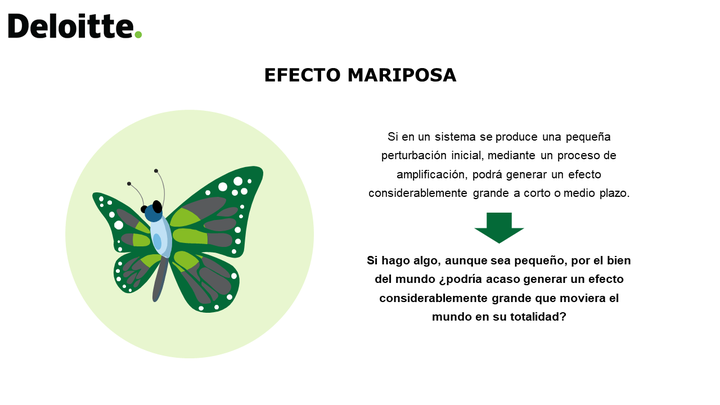 Deloitte.
EFECTO MARIPOSA
Si en un sistema se produce una pequeña
perturbación inicial, mediante un proceso de
amplificación, podrá generar un efecto
considerablemente grande a corto o medio plazo.
Si hago algo, aunque sea pequeño, por el bien
del mundo ¿podría acaso generar un efecto
considerablemente grande que moviera el
mundo en su totalidad?